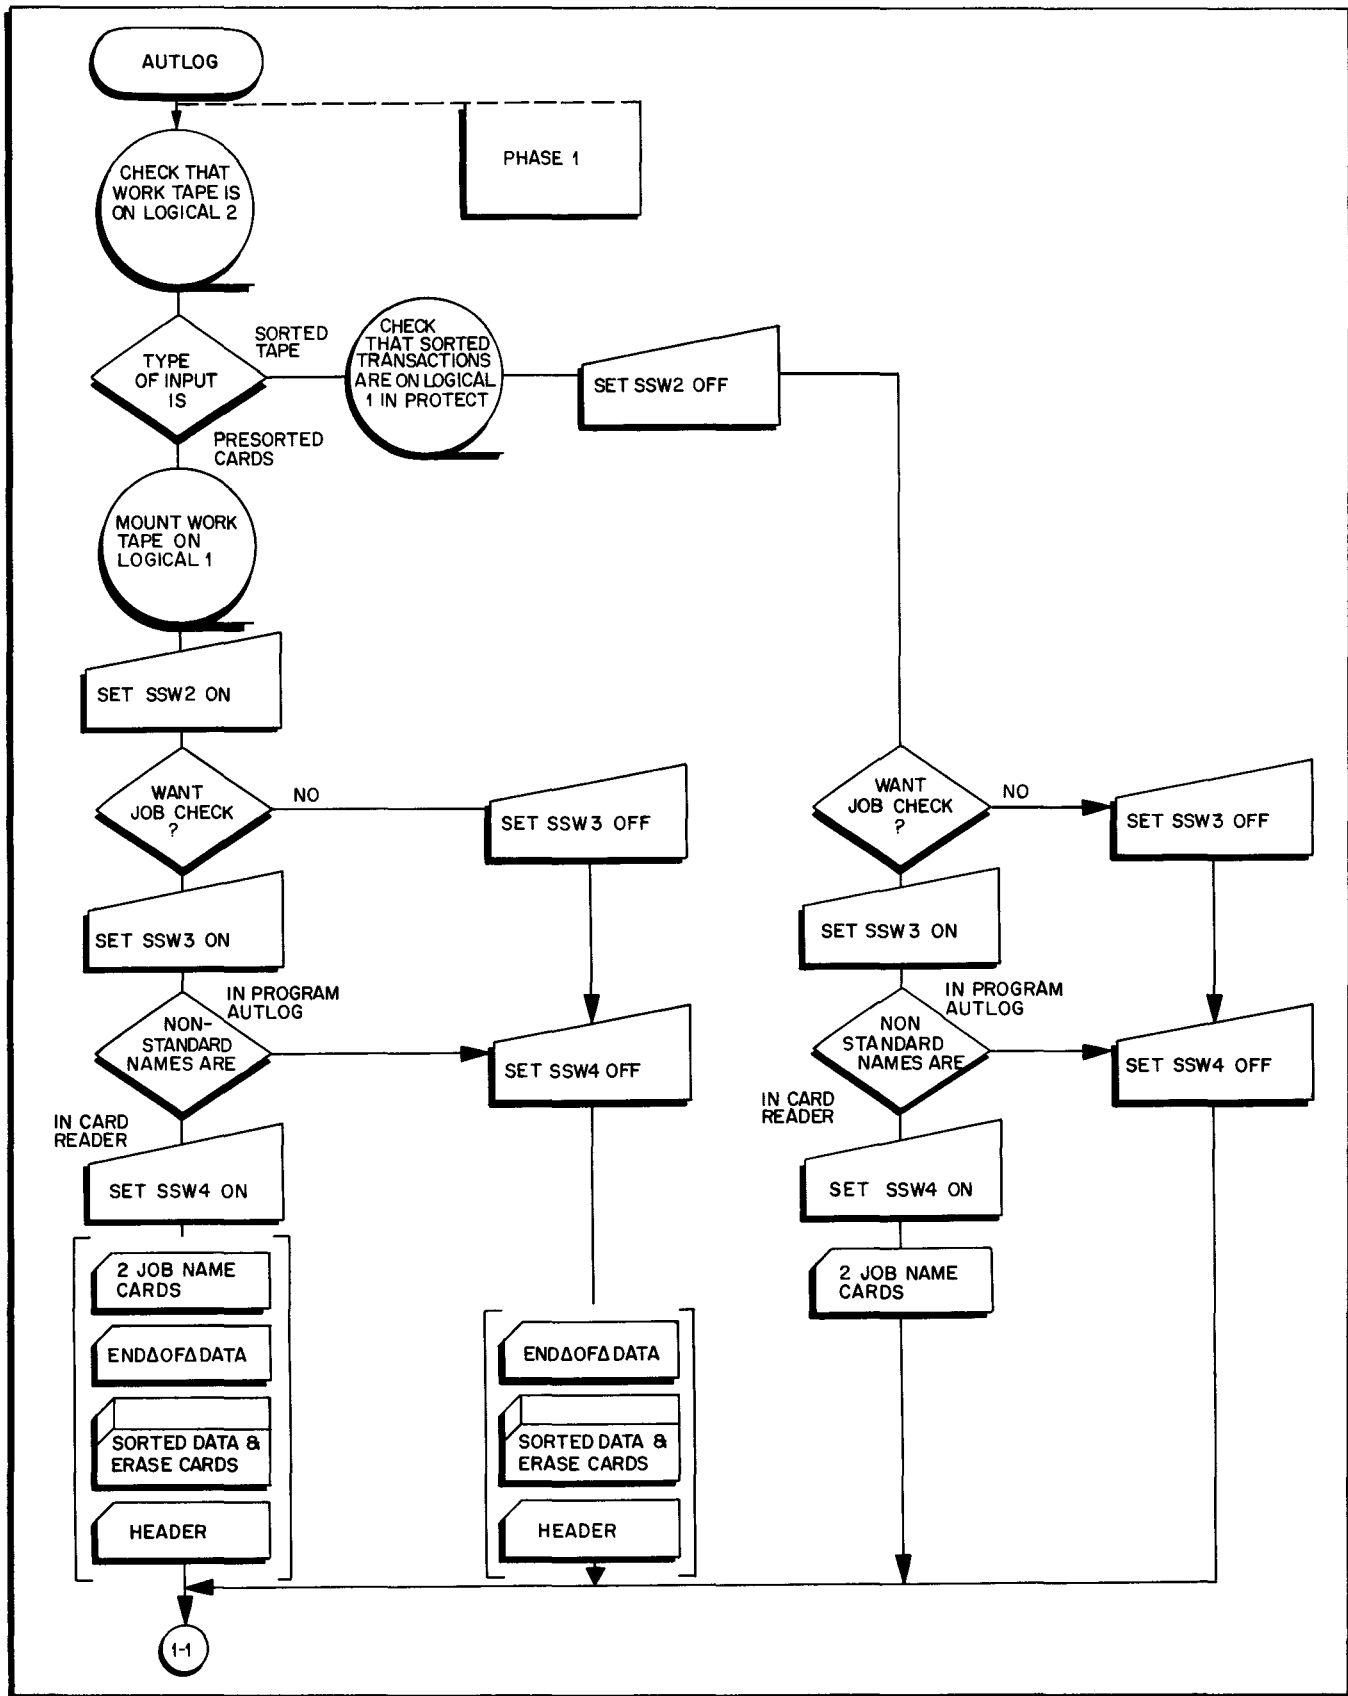 AUTLOG
PHASE 1
CHECK THAT
WORK TAPE IS
ON LOGICAL 2
TYPE
OF INPUT
IS
SORTED
TAPE
CHECK
THAT SORTED
TRANSACTIONS
ARE ON LOGICAL
1 IN PROTECT
SET SSW2 OFF
PRESORTED
CARDS
MOUNT WORK
TAPE ON
LOGICAL 1
SET SSW2 ON
WANT
JOB CHECK
?
NO
SET SSW3 OFF
SET SSW3 ON
NON-
STANDARD
NAMES ARE
IN PROGRAM
AUTLOG
SET SSW4 OFF
IN CARD
READER
SET SSW4 ON
2 JOB NAME
CARDS
ENDΔOFΔDATA
SORTED DATA &
ERASE CARDS
HEADER
ENDΔOFΔDATA
SORTED DATA &
ERASE CARDS
HEADER
WANT
JOB CHECK
?
NO
SET SSW3 OFF
SET SSW3 ON
NON
STANDARD
NAMES ARE
IN PROGRAM
AUTLOG
SET SSW4 OFF
IN CARD
READER
SET SSW4 ON
2 JOB NAME
CARDS
1-1